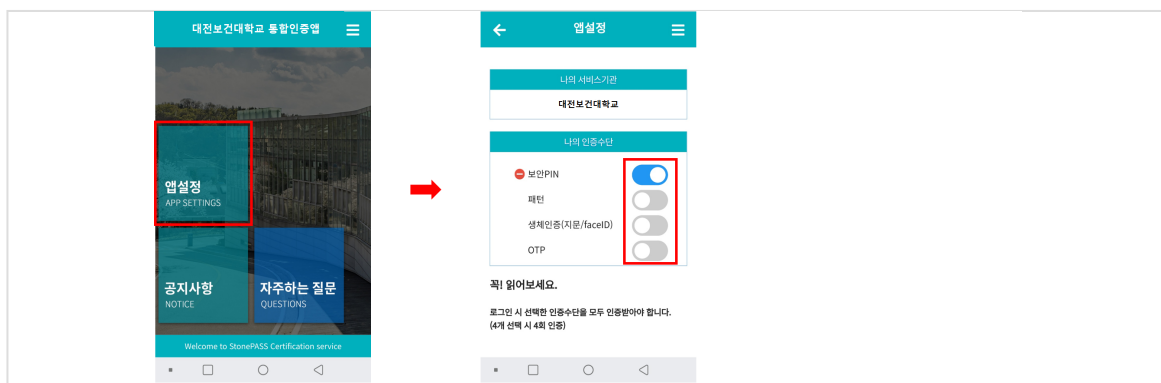 대전보건대학교 통합인증앱
앱설정
APP SETTINGS
공지사항
NOTICE
자주하는 질문
QUESTIONS
Welcome to StonePASS Certification service
앱설정
나의 서비스기관
대전보건대학교
나의 인증수단
보안PIN
패턴
생체인증(지문/faceID)
OTP
꼭! 읽어보세요.
로그인 시 선택한 인증수단을 모두 인증받아야 합니다.
(4개 선택 시 4회 인증)